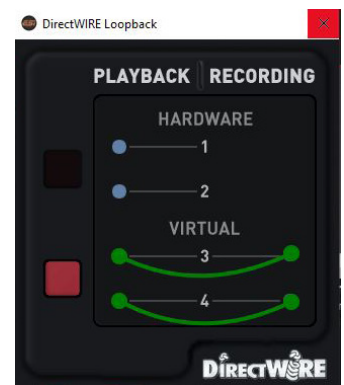 DirectWIRE Loopback
PLAYBACK RECORDING
HARDWARE
1
2
VIRTUAL
3
4
DIRECTWIRE